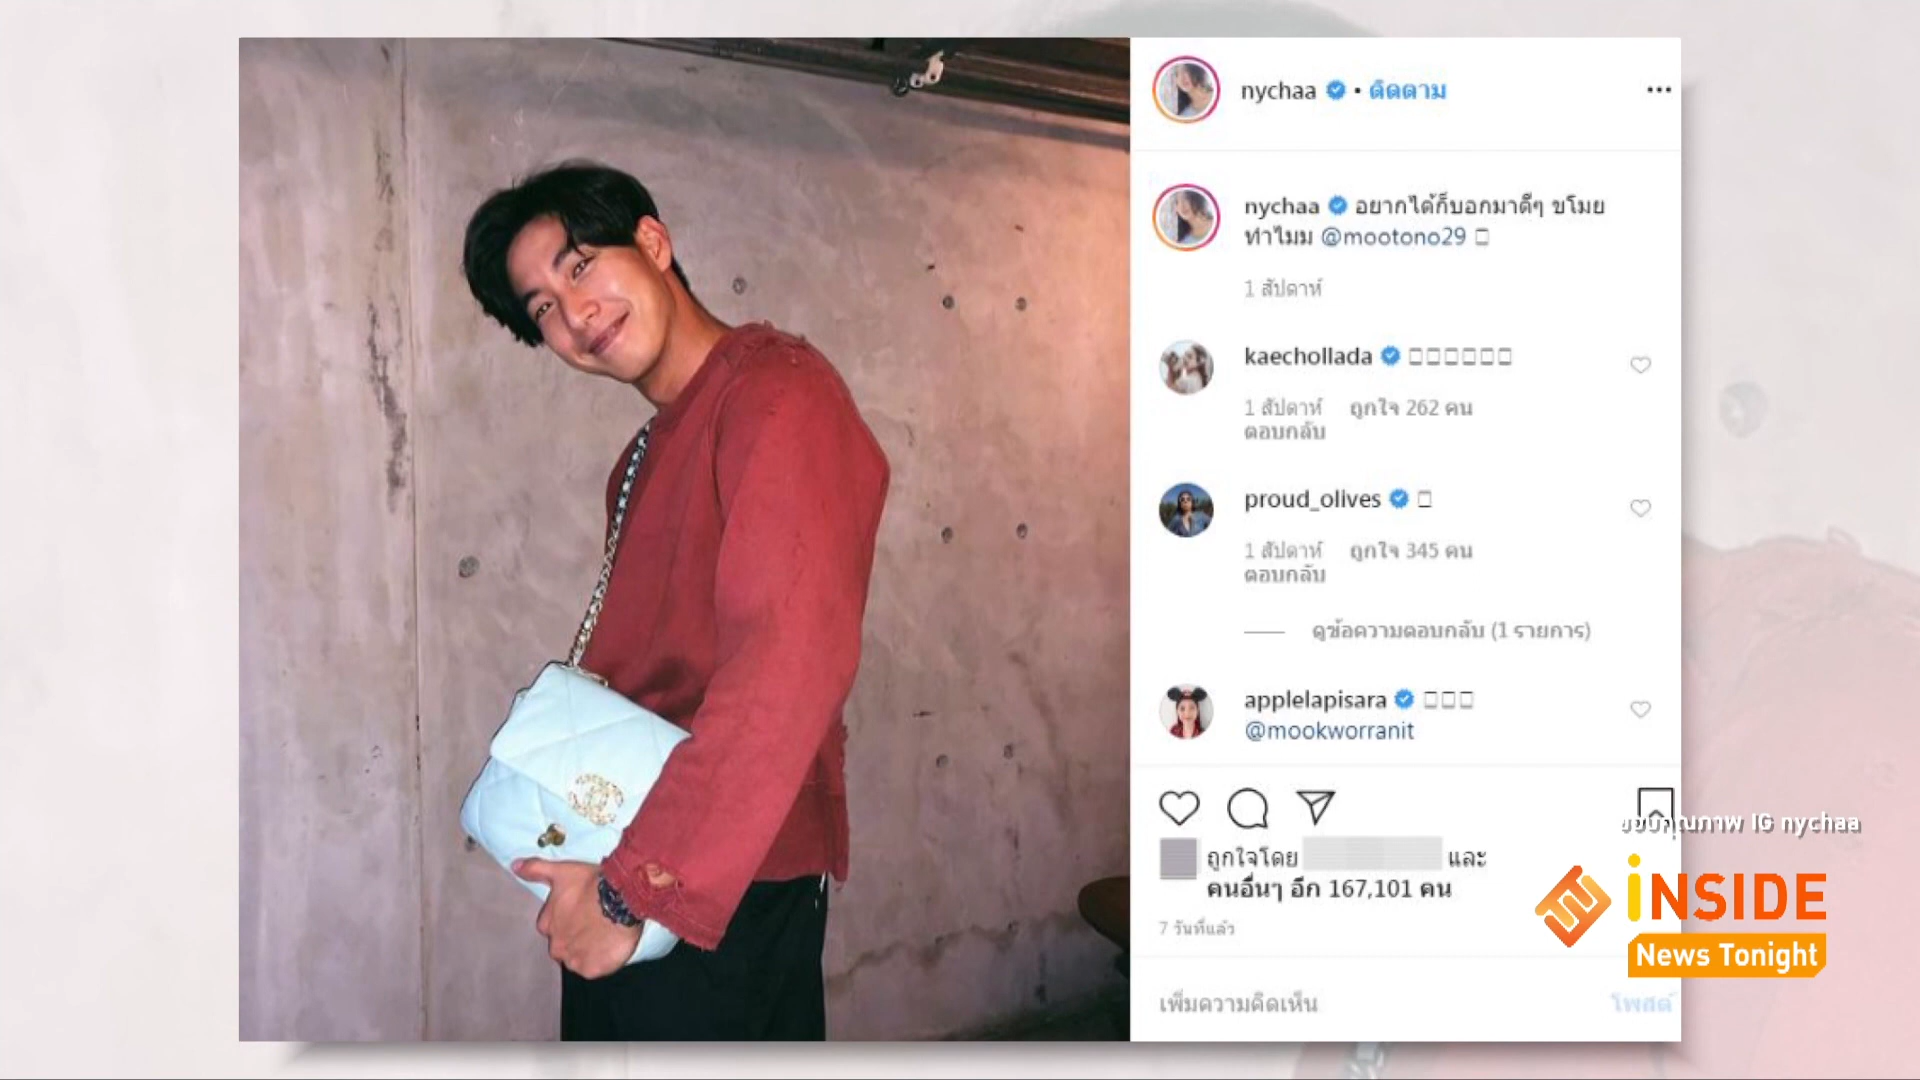 nychaa • ติดตาม
nychaa อยากได้ก็บอกมาดีๆ ขโมย
ทำไมม @mootono29
1 สัปดาห์
kaechollada
1 สัปดาห์ ถูกใจ 262 คน
ตอบกลับ
proud_olives
1 สัปดาห์ ถูกใจ 345 คน
ตอบกลับ
ดูข้อความตอบกลับ (1 รายการ)
applelapisara
@mookworranit
ถูกใจโดย และ
คนอื่นๆ อีก 167,101 คน
7 วันที่แล้ว
เพิ่มความคิดเห็น
โพสต์
ขอบคุณภาพ IG nychaa
iNSIDE
News Tonight